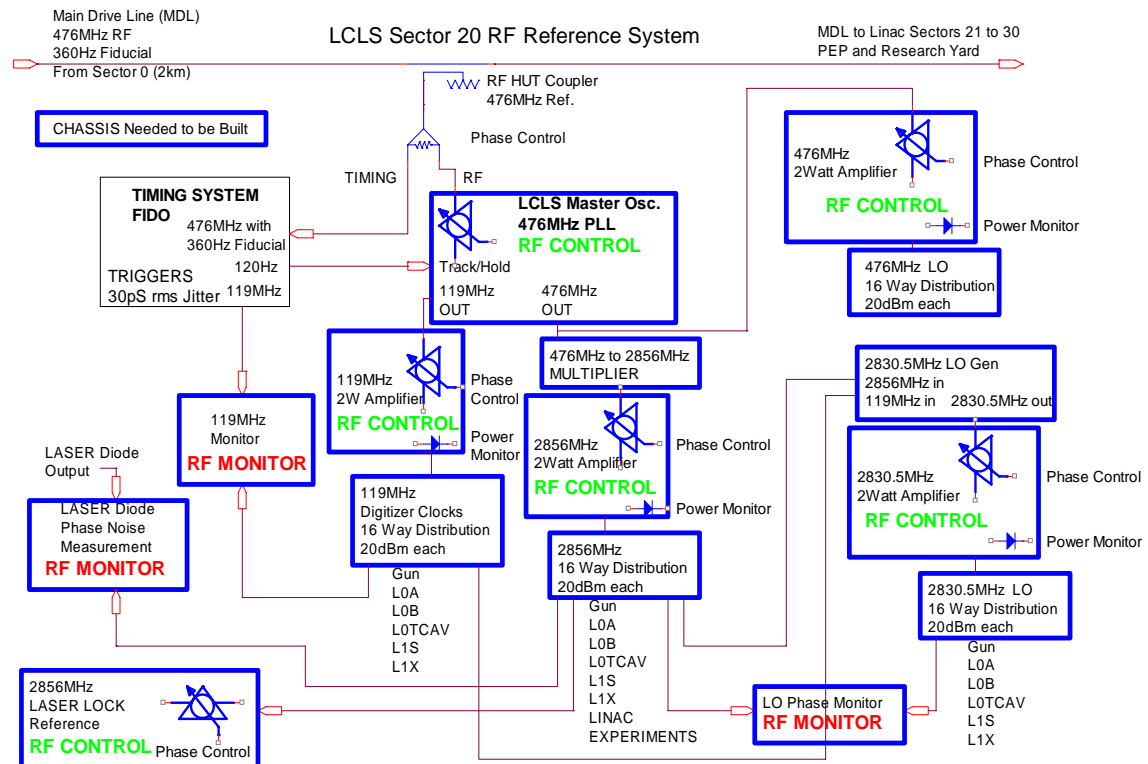 Main Drive Line (MDL)
476MHz RF
360Hz Fiducial
From Sector 0 (2km)
LCLS Sector 20 RF Reference System
MDL to Linac Sectors 21 to 30
PEP and Research Yard
RF HUT Coupler
476MHz Ref.
CHASSIS Needed to be Built
Phase Control
TIMING
RF
TIMING SYSTEM
FIDO
476MHz with
360Hz Fiducial
120Hz
TRIGGERS
119MHz
30pS rms Jitter
LCLS Master Osc.
476MHz PLL
RF CONTROL
Track/Hold
119MHz
OUT
476MHz
OUT
476MHz
2Watt Amplifier
RF CONTROL
Phase Control
Power Monitor
476MHz LO
16 Way Distribution
20dBm each
119MHz
2W Amplifier
RF CONTROL
Phase
Control
Power
Monitor
476MHz to 2856MHz
MULTIPLIER
2856MHz
2Watt Amplifier
RF CONTROL
Phase Control
Power Monitor
2830.5MHz LO Gen
2856MHz in
119MHz in 2830.5MHz out
2830.5MHz
2Watt Amplifier
RF CONTROL
Phase Control
Power Monitor
119MHz
Monitor
RF MONITOR
LASER Diode
Output
LASER Diode
Phase Noise
Measurement
RF MONITOR
119MHz
Digitizer Clocks
16 Way Distribution
20dBm each
Gun
L0A
L0B
L0TCAV
L1S
L1X
2856MHz
16 Way Distribution
20dBm each
Gun
L0A
L0B
L0TCAV
L1S
L1X
LINAC
EXPERIMENTS
2830.5MHz LO
16 Way Distribution
20dBm each
Gun
L0A
L0B
L0TCAV
L1S
L1X
2856MHz
LASER LOCK
Reference
RF CONTROL
Phase Control
LO Phase Monitor
RF MONITOR